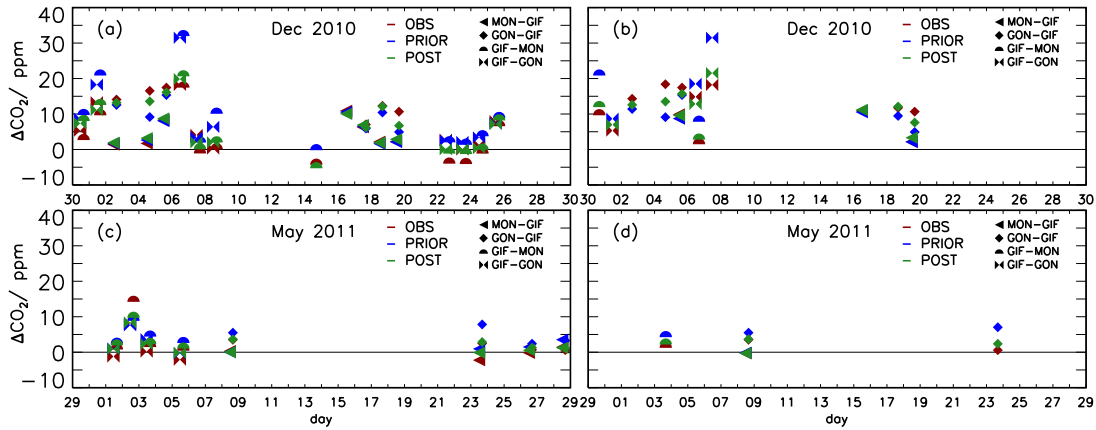 (a) Dec 2010 OBS MON-GIF
PRIOR GON-GIF
POST GIF-MON
GIF-GON
(b) Dec 2010 OBS MON-GIF
PRIOR GON-GIF
POST GIF-MON
GIF-GON
ΔCO2/ ppm
40
30
20
10
0
-10
30 02 04 06 08 10 12 14 16 18 20 22 24 26 28 30
30 02 04 06 08 10 12 14 16 18 20 22 24 26 28 30
(c) May 2011 OBS MON-GIF
PRIOR GON-GIF
POST GIF-MON
GIF-GON
(d) May 2011 OBS MON-GIF
PRIOR GON-GIF
POST GIF-MON
GIF-GON
ΔCO2/ ppm
40
30
20
10
0
-10
29 01 03 05 07 09 11 13 15 17 19 21 23 25 27 29
29 01 03 05 07 09 11 13 15 17 19 21 23 25 27 29
day
day